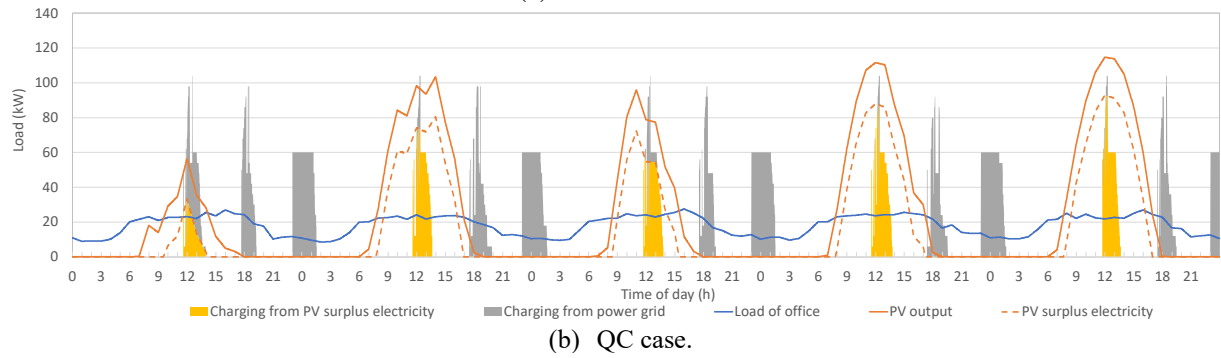 140
120
100
80
60
40
20
0
Load (kW)
0 3 6 9 12 15 18 21 0 3 6 9 12 15 18 21 0 3 6 9 12 15 18 21 0 3 6 9 12 15 18 21 0 3 6 9 12 15 18 21
Time of day (h)
Charging from PV surplus electricity Charging from power grid Load of office PV output PV surplus electricity
(b) QC case.